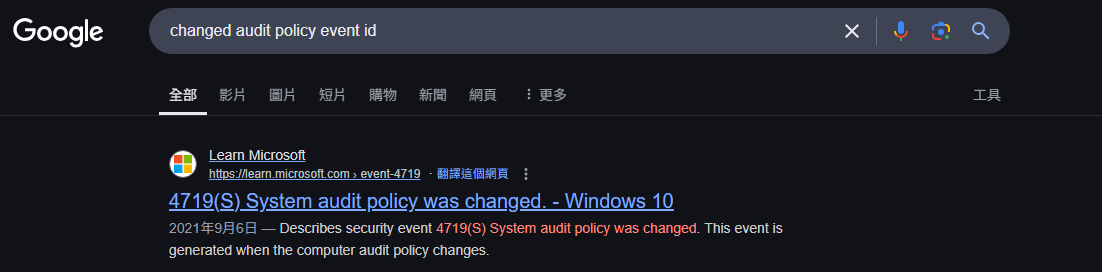 Google
changed audit policy event id
全部 影片 圖片 短片 購物 新聞 網頁 更多 工具
Learn Microsoft
https://learn.microsoft.com › event-4719 · 翻譯這個網頁
4719(S) System audit policy was changed. - Windows 10
2021年9月6日 — Describes security event 4719(S) System audit policy was changed. This event is
generated when the computer audit policy changes.